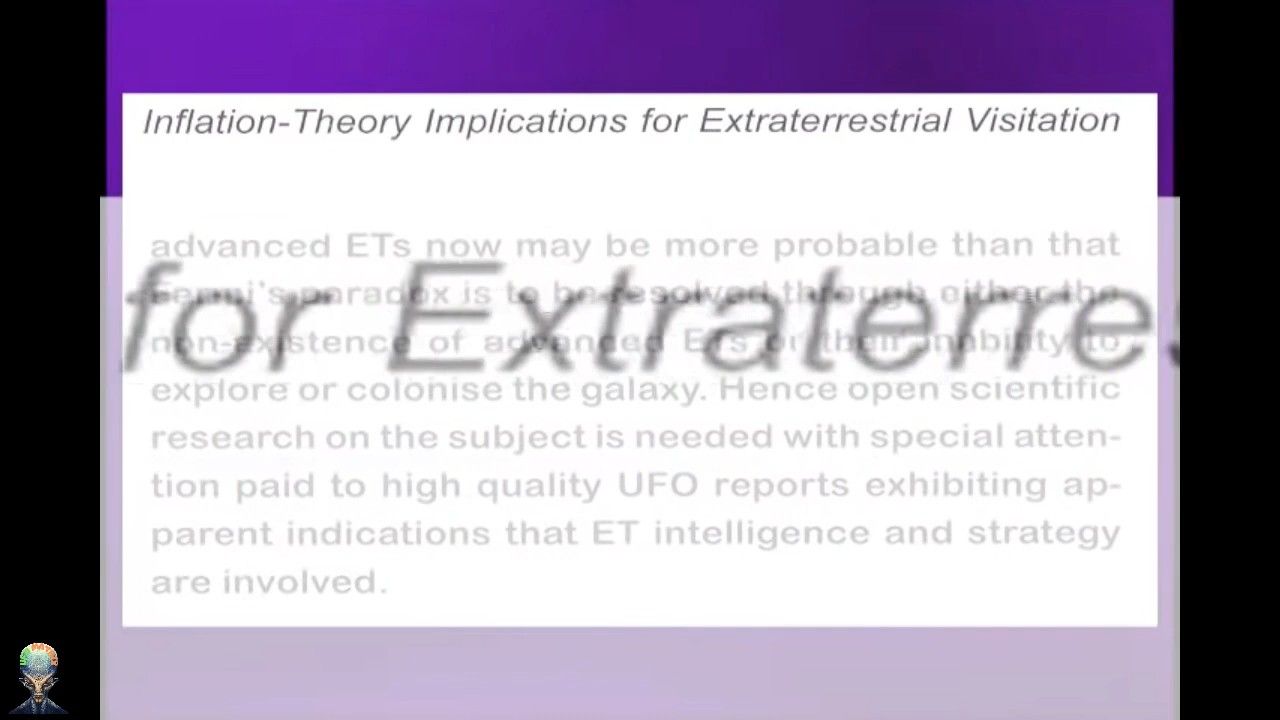 Inflation-Theory Implications for Extraterrestrial Visitation
advanced ETs now may be more probable than that
for Extraterres
Fermi's paradox is to be resolved through either the
non-existence of advanced ETs or their inability to
explore or colonise the galaxy. Hence open scientific
research on the subject is needed with special atten-
tion paid to high quality UFO reports exhibiting ap-
parent indications that ET intelligence and strategy
are involved.